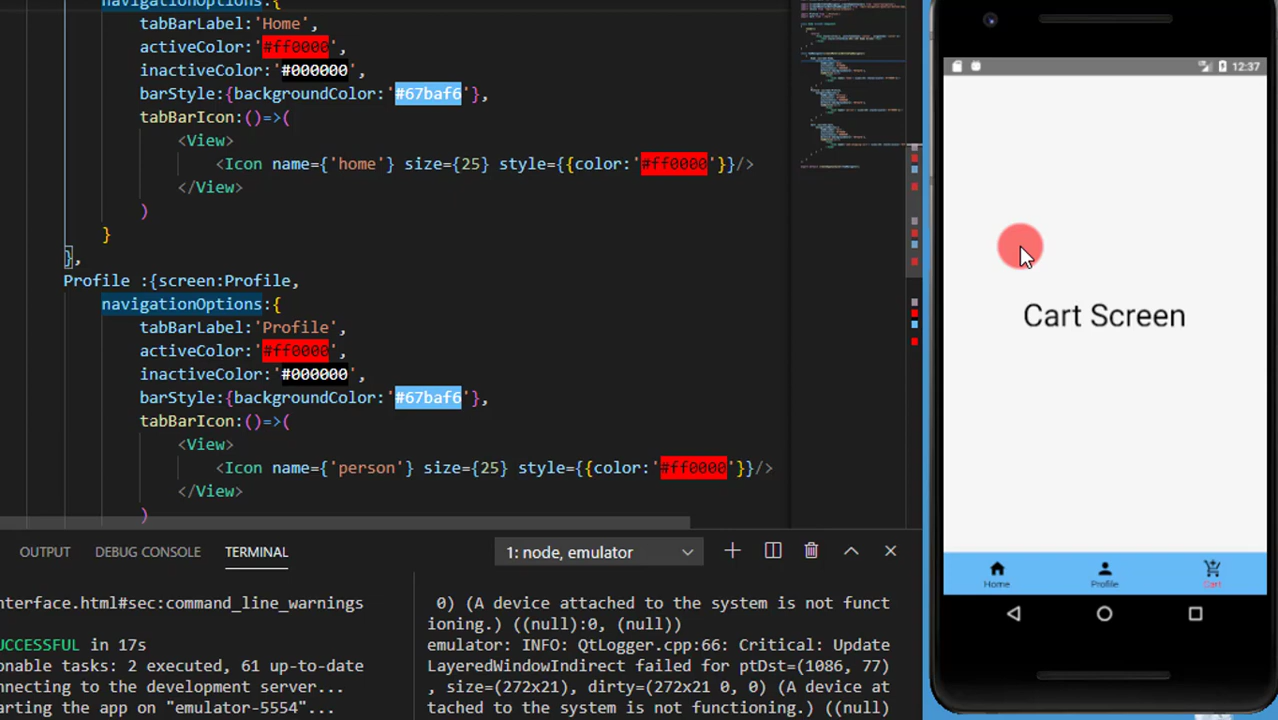 navigationOptions:{
tabBarLabel:'Home',
activeColor:'#ff0000',
inactiveColor:'#000000',
barStyle:{backgroundColor:'#67baf6'},
tabBarIcon:()=>(
<View>
<Icon name={'home'} size={25} style={{color:'#ff0000'}}/>
</View>
)
}
},
Profile :{screen:Profile,
navigationOptions:{
tabBarLabel:'Profile',
activeColor:'#ff0000',
inactiveColor:'#000000',
barStyle:{backgroundColor:'#67baf6'},
tabBarIcon:()=>(
<View>
<Icon name={'person'} size={25} style={{color:'#ff0000'}}/>
</View>
)
OUTPUT DEBUG CONSOLE TERMINAL 1: node, emulator
nterface.html#sec:command_line_warnings
UCCESSFUL in 17s
onable tasks: 2 executed, 61 up-to-date
nnecting to the development server...
arting the app on "emulator-5554"...
0) (A device attached to the system is not funct
ioning.) ((null):0, (null))
emulator: INFO: QtLogger.cpp:66: Critical: Update
LayeredWindowIndirect failed for ptDst=(1086, 77)
, size=(272x21), dirty=(272x21 0, 0) (A device at
tached to the system is not functioning.) ((null)
12:37
Cart Screen
Home Profile Cart